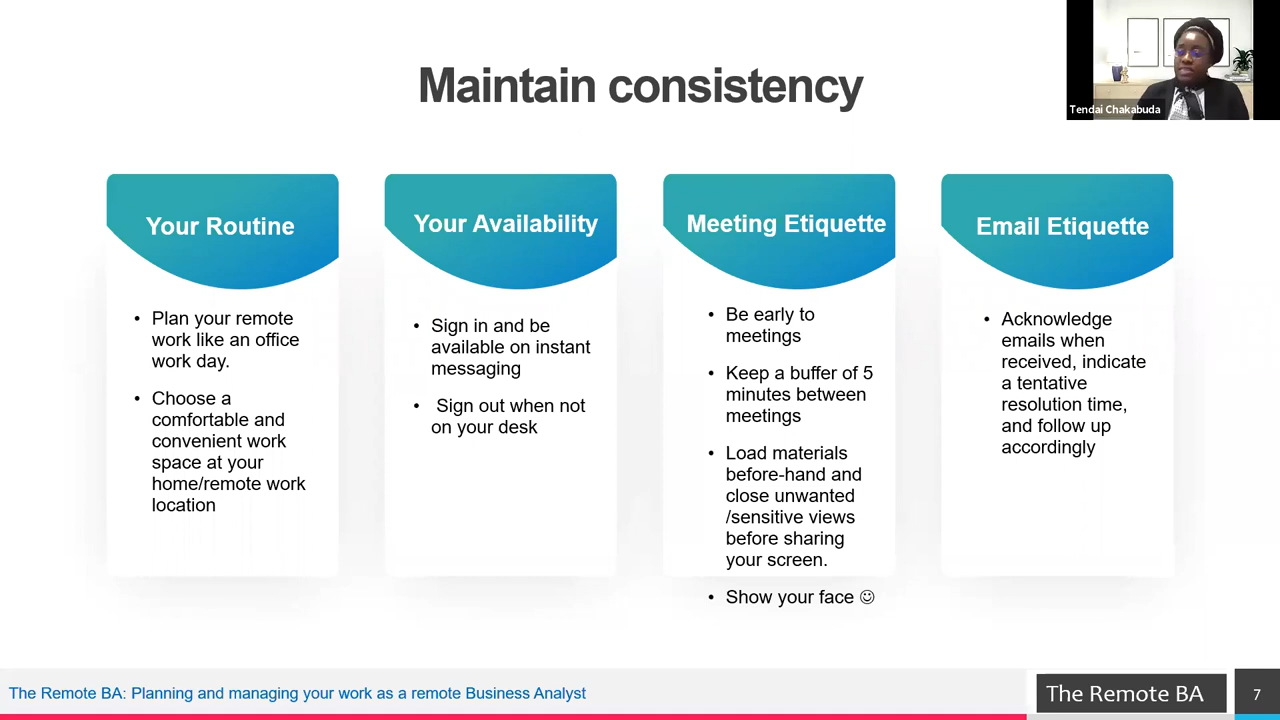 Maintain consistency
Tendai Chakabuda
Your Routine
• Plan your remote
work like an office
work day.
• Choose a
comfortable and
convenient work
space at your
home/remote work
location
Your Availability
• Sign in and be
available on instant
messaging
• Sign out when not
on your desk
Meeting Etiquette
• Be early to
meetings
• Keep a buffer of 5
minutes between
meetings
• Load materials
before-hand and
close unwanted
/sensitive views
before sharing
your screen.
• Show your face ☺
Email Etiquette
• Acknowledge
emails when
received, indicate
a tentative
resolution time,
and follow up
accordingly
The Remote BA: Planning and managing your work as a remote Business Analyst
The Remote BA
7